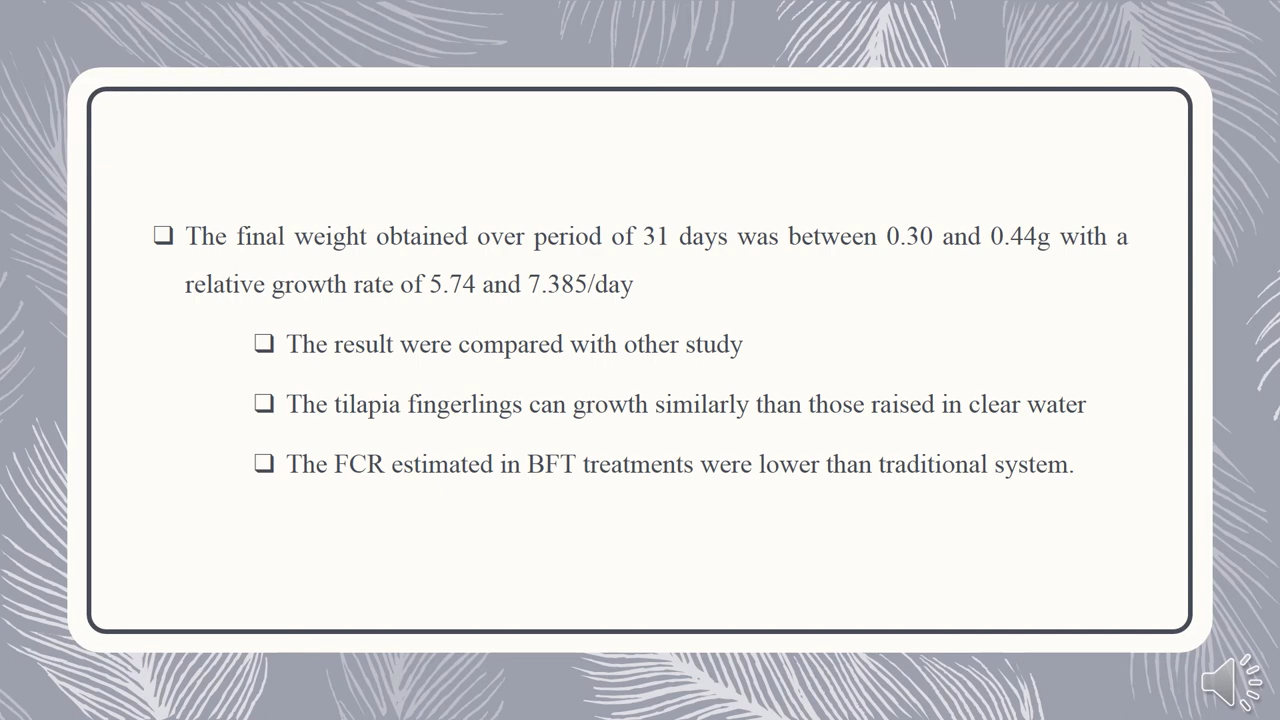 ❑ The final weight obtained over period of 31 days was between 0.30 and 0.44g with a
relative growth rate of 5.74 and 7.385/day
❑ The result were compared with other study
❑ The tilapia fingerlings can growth similarly than those raised in clear water
❑ The FCR estimated in BFT treatments were lower than traditional system.